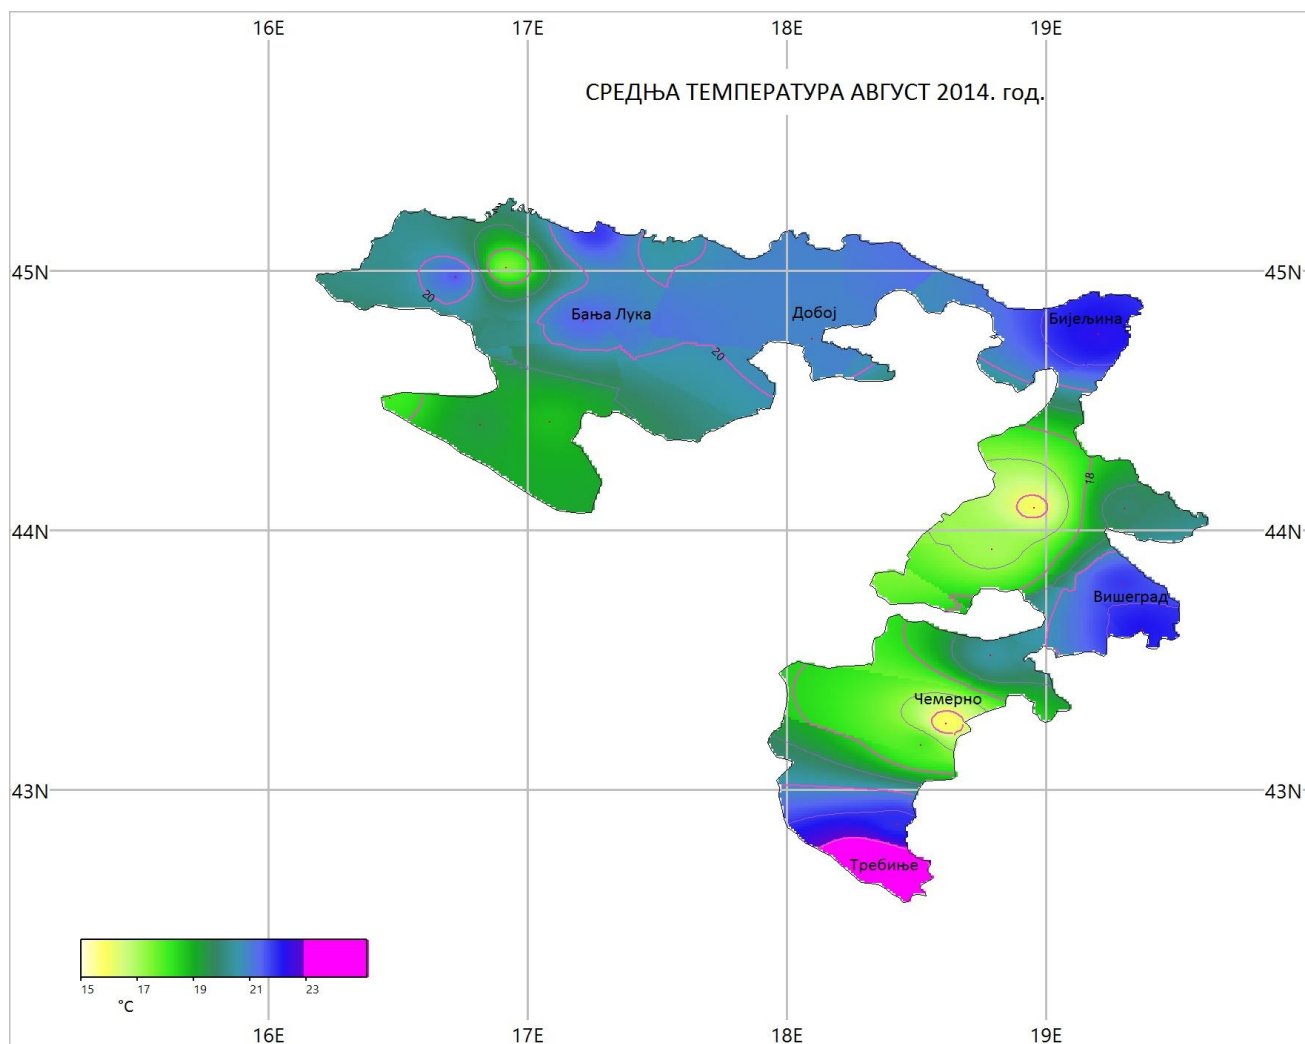 16E 17E 18E 19E
СРЕДЊА ТЕМПЕРАТУРА АВГУСТ 2014. год.
45N 45N
20
Бања Лука Добој Бијељина
20
18
44N 44N
Вишеград
Чемерно
43N 43N
Требиње
15 17 19 21 23
°C
16E 17E 18E 19E